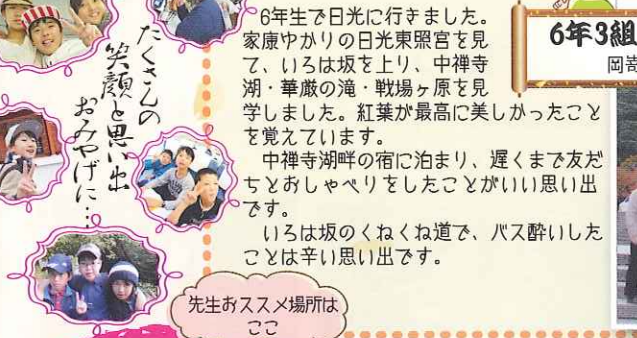 たくさんの
笑顔と思い出
おみやげに…
6年生で日光に行きました。
家康ゆかりの日光東照宮を見
て、いろは坂を上り、中禅寺
湖・華厳の滝・戦場ヶ原を見
学しました。紅葉が最高に美しかったこと
を覚えています。
中禅寺湖畔の宿に泊まり、遅くまで友だ
ちとおしゃべりをしたことがいい思い出
です。
いろは坂のくねくね道で、バス酔いした
ことは辛い思い出です。
先生おススメ場所は
ここ
6年3組
岡嵜